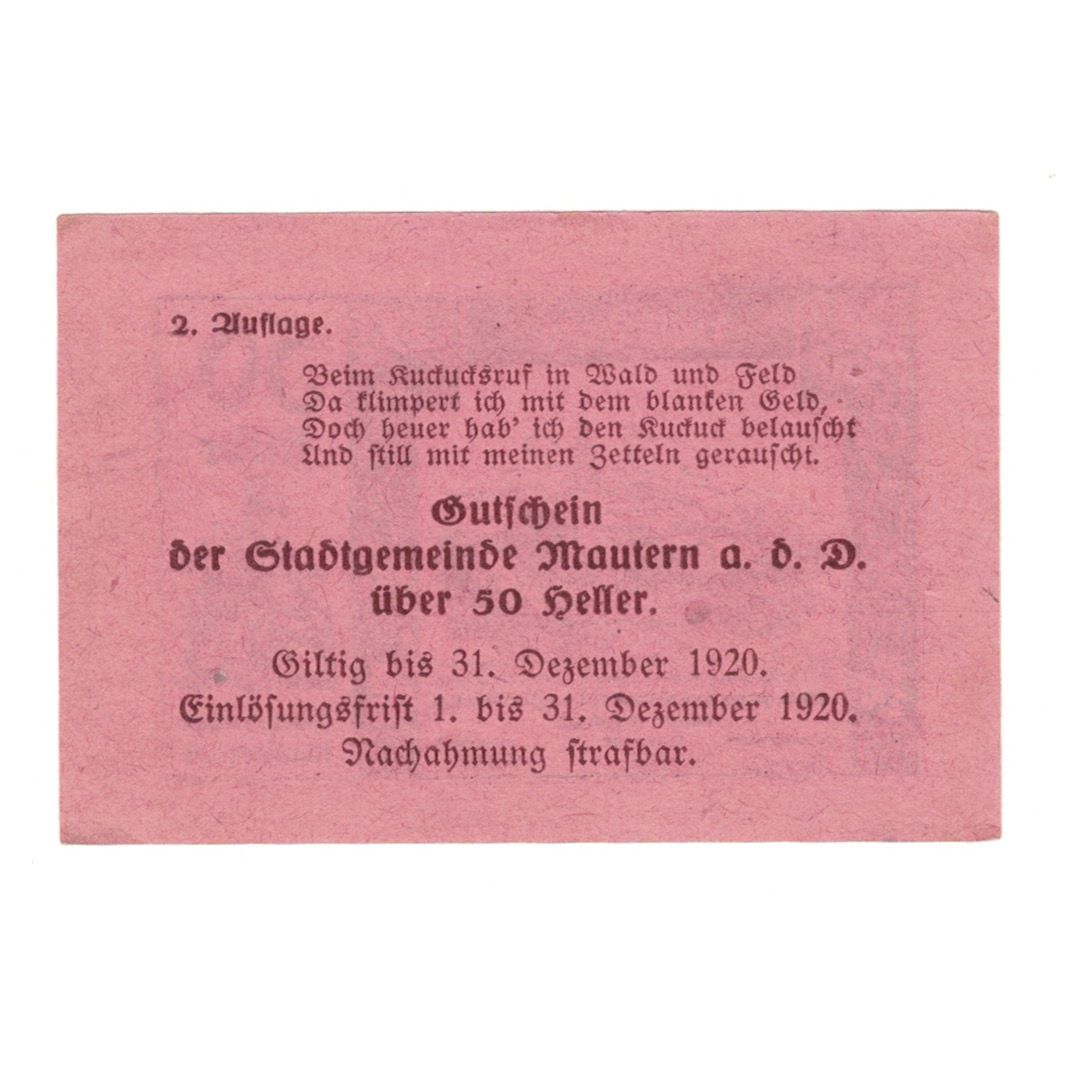 2. Auflage.
Beim Kuckucksruf in Wald und Feld
Da klimpert ich mit dem blanken Geld,
Doch heuer hab' ich den Kuckuck belauscht
Und still mit meinen Zetteln gerauscht.
Gutschein
der Stadtgemeinde Mautern a. d. D.
über 50 Heller.
Giltig bis 31. Dezember 1920.
Einlösungsfrist 1. bis 31. Dezember 1920.
Nachahmung strafbar.